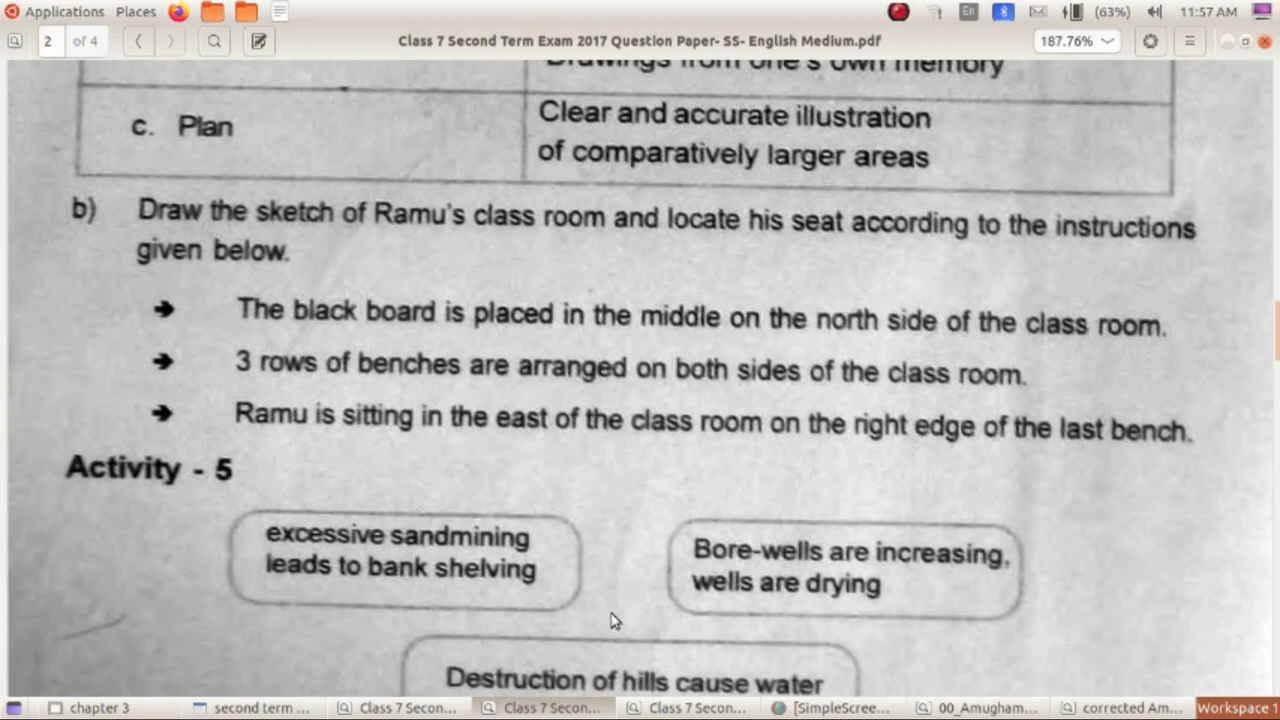 Applications Places En (63%) 11:57 AM
2 of 4 Class 7 Second Term Exam 2017 Question Paper- SS- English Medium.pdf 187.76%
Drawings from one's own memory
c. Plan Clear and accurate illustration
of comparatively larger areas
b) Draw the sketch of Ramu's class room and locate his seat according to the instructions
given below.
➔ The black board is placed in the middle on the north side of the class room.
➔ 3 rows of benches are arranged on both sides of the class room.
➔ Ramu is sitting in the east of the class room on the right edge of the last bench.
Activity - 5
excessive sandmining
leads to bank shelving
Bore-wells are increasing,
wells are drying
Destruction of hills cause water
chapter 3 second term ... Class 7 Secon... Class 7 Secon... Class 7 Secon... [SimpleScree... 00_Amugham... corrected Am... Workspace 1